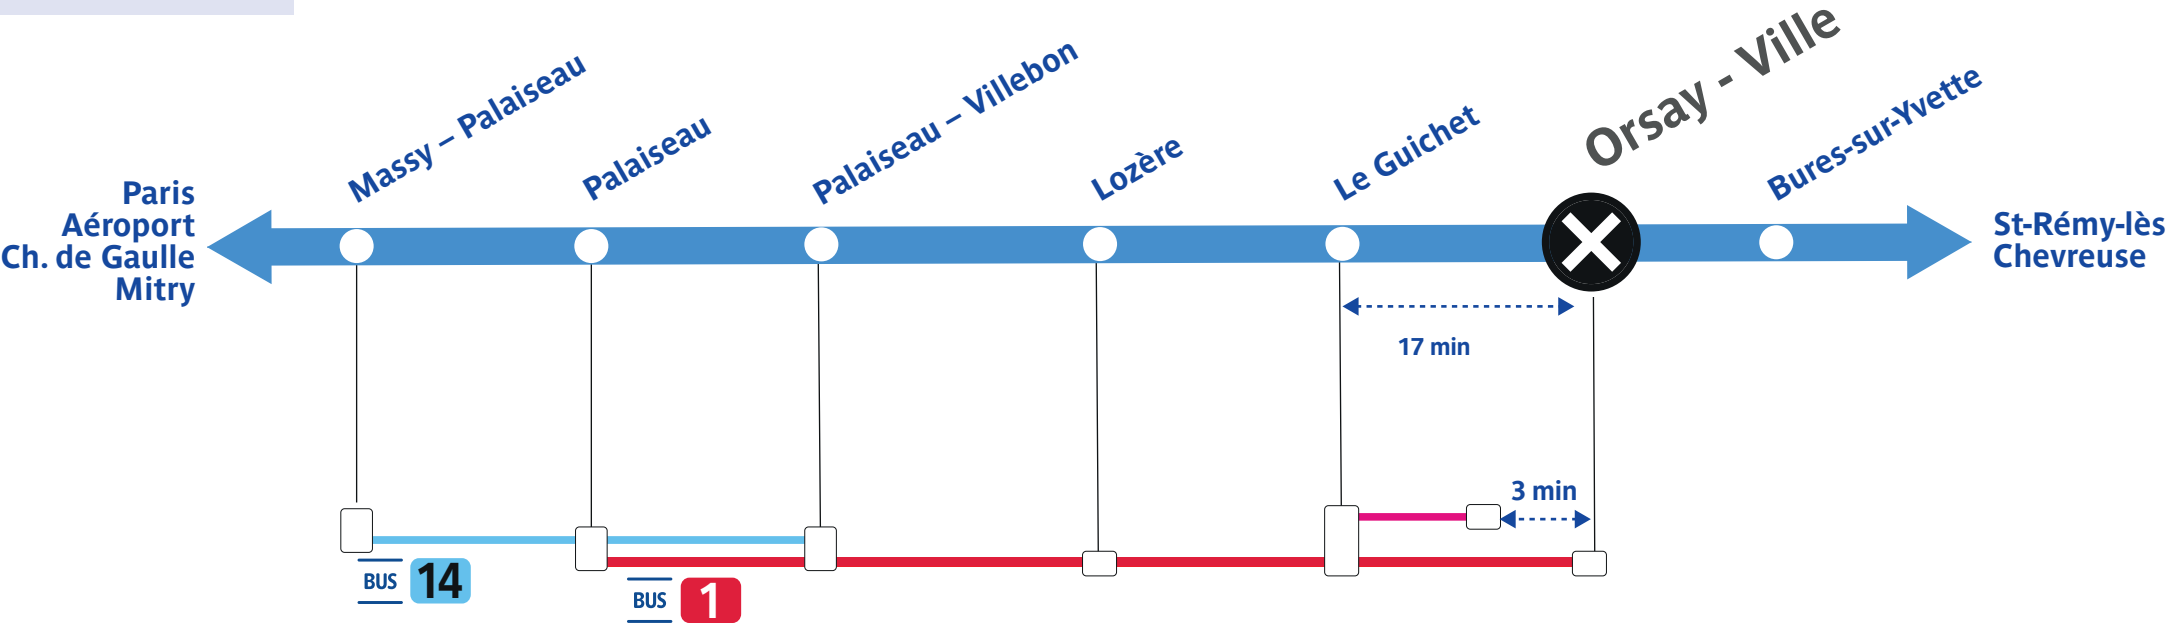 Massy – Palaiseau
Palaiseau
Palaiseau – Villebon
Lozère
Le Guichet
Orsay - Ville
Bures-sur-Yvette
Paris
Aéroport
Ch. de Gaulle
Mitry
St-Rémy-lès
Chevreuse
17 min
3 min
BUS 14
BUS 1